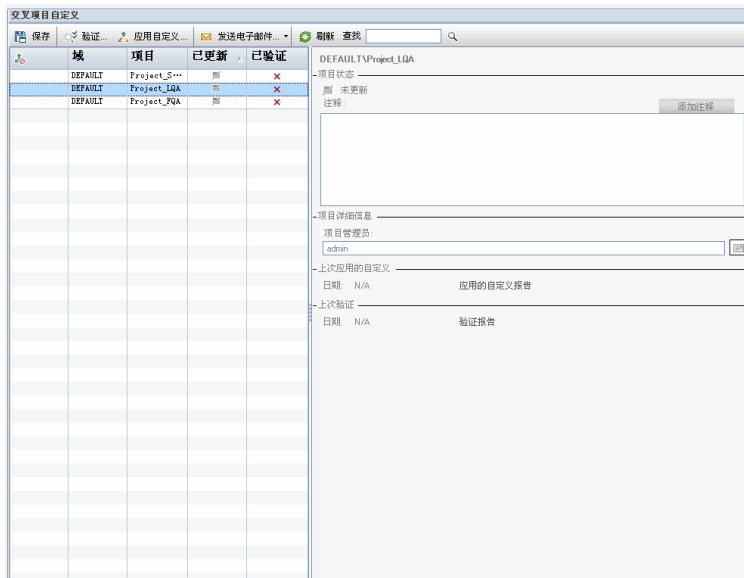 交叉项目自定义
保存 验证... 应用自定义... 发送电子邮件... 刷新 查找
域 项目 已更新 已验证
DEFAULT Project_S...
DEFAULT Project_LQA
DEFAULT Project_FQA
DEFAULT\Project_LQA
项目状态
未更新
注释:
添加注释
项目详细信息
项目管理员:
admin
上次应用的自定义
日期: N/A 应用的自定义报告
上次验证
日期: N/A 验证报告